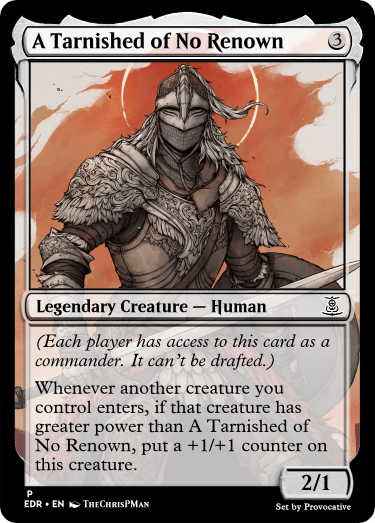 A Tarnished of No Renown 3
Legendary Creature — Human
(Each player has access to this card as a
commander. It can't be drafted.)
Whenever another creature you
control enters, if that creature has
greater power than A Tarnished of
No Renown, put a +1/+1 counter on
this creature.
2/1
P
EDR • EN TheChrisPMan
Set by Provocative